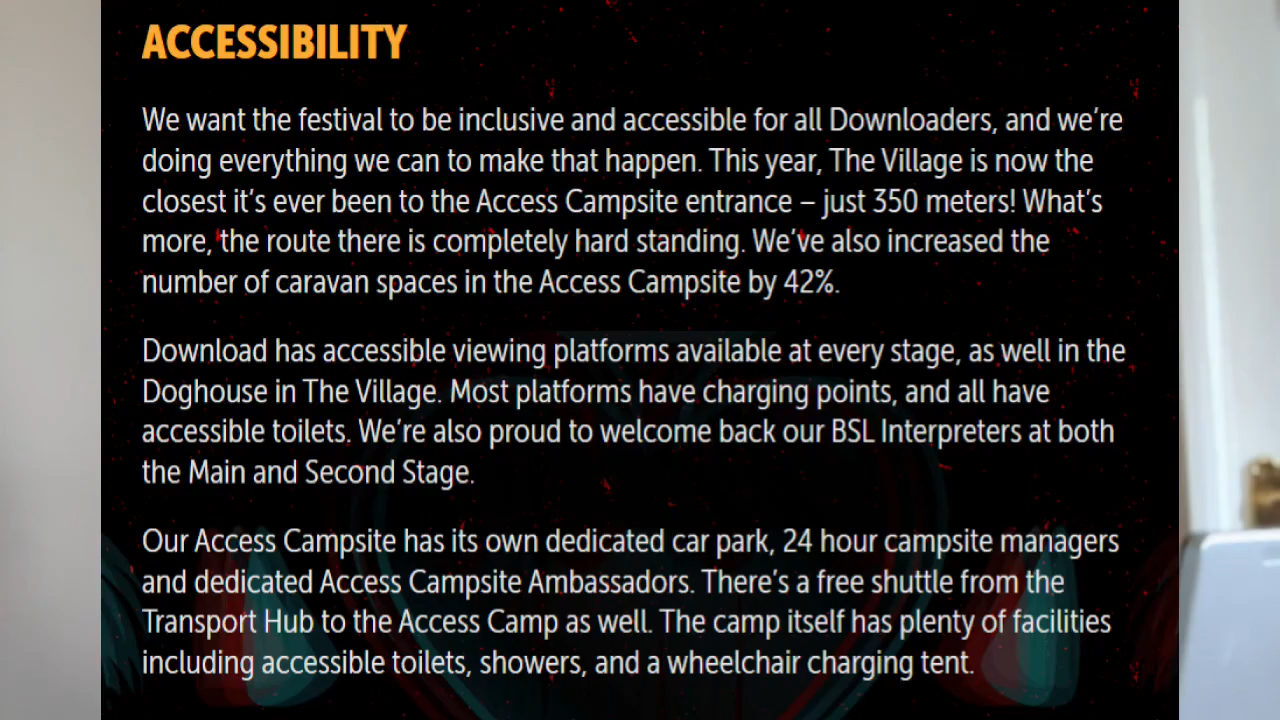 ACCESSIBILITY
We want the festival to be inclusive and accessible for all Downloaders, and we're
doing everything we can to make that happen. This year, The Village is now the
closest it's ever been to the Access Campsite entrance – just 350 meters! What's
more, the route there is completely hard standing. We've also increased the
number of caravan spaces in the Access Campsite by 42%.
Download has accessible viewing platforms available at every stage, as well in the
Doghouse in The Village. Most platforms have charging points, and all have
accessible toilets. We're also proud to welcome back our BSL Interpreters at both
the Main and Second Stage.
Our Access Campsite has its own dedicated car park, 24 hour campsite managers
and dedicated Access Campsite Ambassadors. There's a free shuttle from the
Transport Hub to the Access Camp as well. The camp itself has plenty of facilities
including accessible toilets, showers, and a wheelchair charging tent.